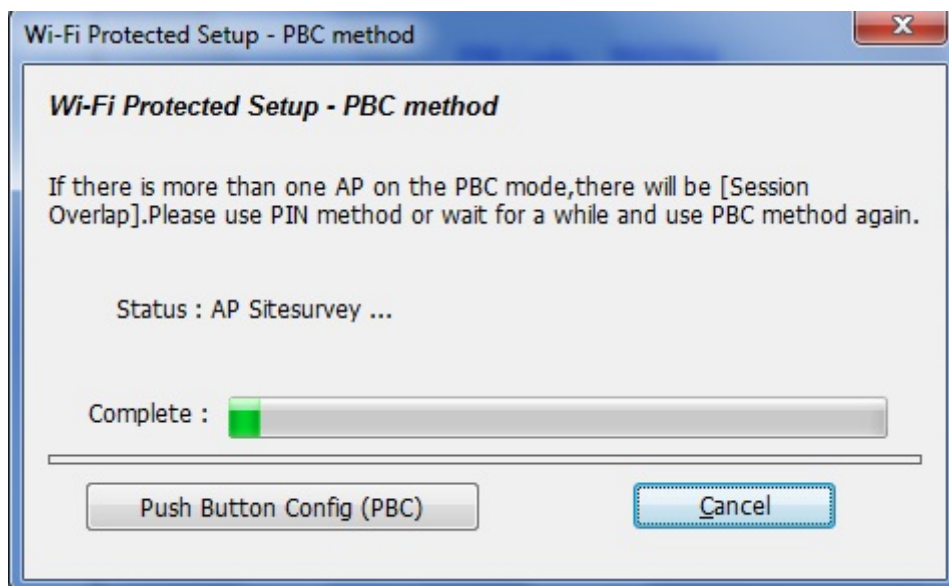 Wi-Fi Protected Setup - PBC method
Wi-Fi Protected Setup - PBC method
If there is more than one AP on the PBC mode,there will be [Session
Overlap].Please use PIN method or wait for a while and use PBC method again.
Status : AP Sitesurvey ...
Complete :
Push Button Config (PBC)
Cancel